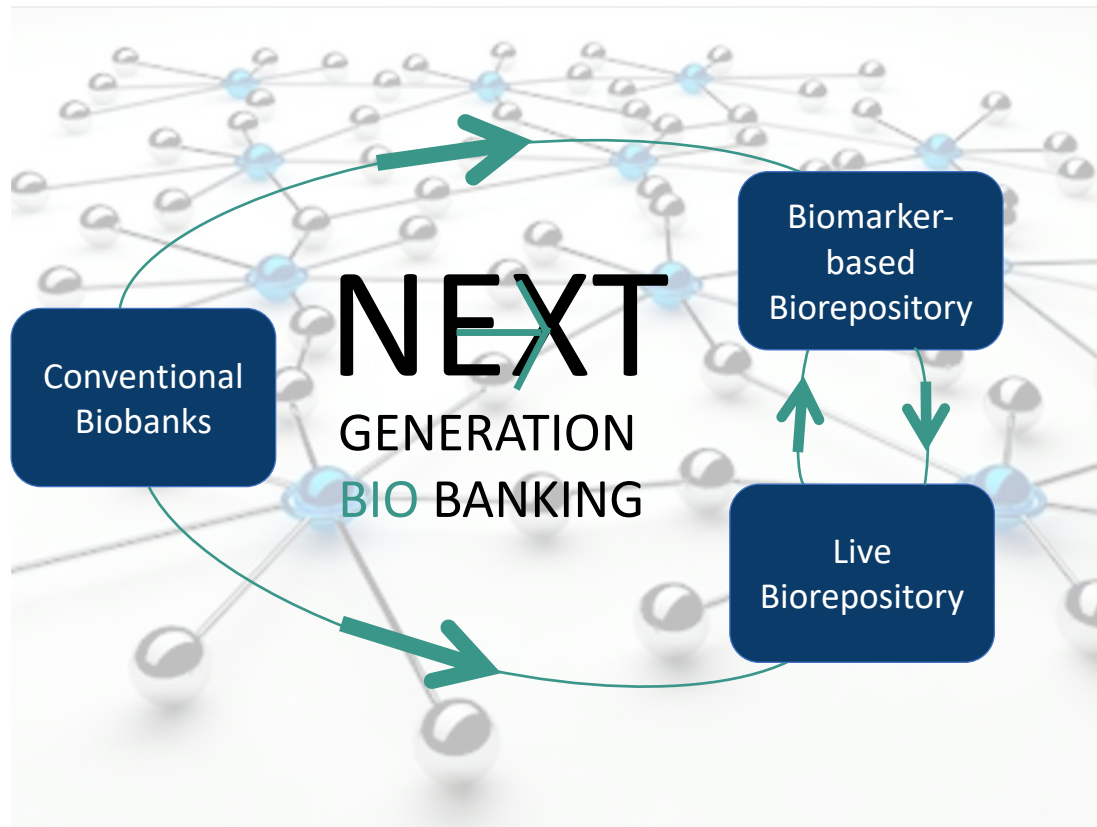 Conventional
Biobanks
NEXT
GENERATION
BIO BANKING
Biomarker-
based
Biorepository
Live
Biorepository